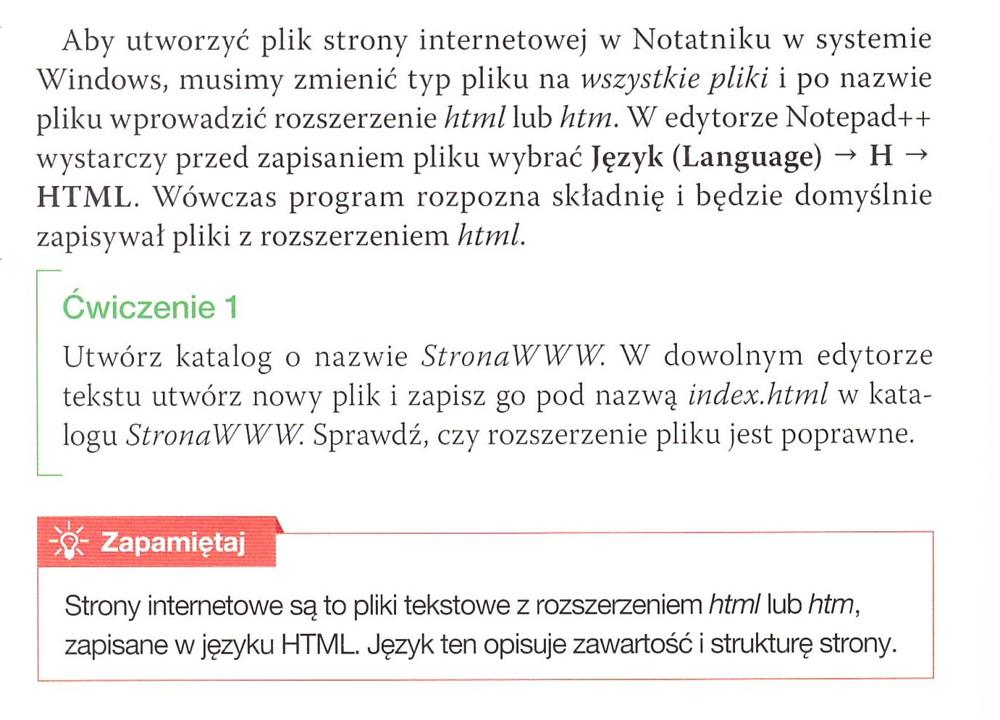 Aby utworzyć plik strony internetowej w Notatniku w systemie
Windows, musimy zmienić typ pliku na wszystkie pliki i po nazwie
pliku wprowadzić rozszerzenie html lub htm. W edytorze Notepad++
wystarczy przed zapisaniem pliku wybrać Język (Language) → H →
HTML. Wówczas program rozpozna składnię i będzie domyślnie
zapisywał pliki z rozszerzeniem html.
Ćwiczenie 1
Utwórz katalog o nazwie StronaWWW. W dowolnym edytorze
tekstu utwórz nowy plik i zapisz go pod nazwą index.html w kata-
logu StronaWWW. Sprawdź, czy rozszerzenie pliku jest poprawne.
Zapamiętaj
Strony internetowe są to pliki tekstowe z rozszerzeniem html lub htm,
zapisane w języku HTML. Język ten opisuje zawartość i strukturę strony.